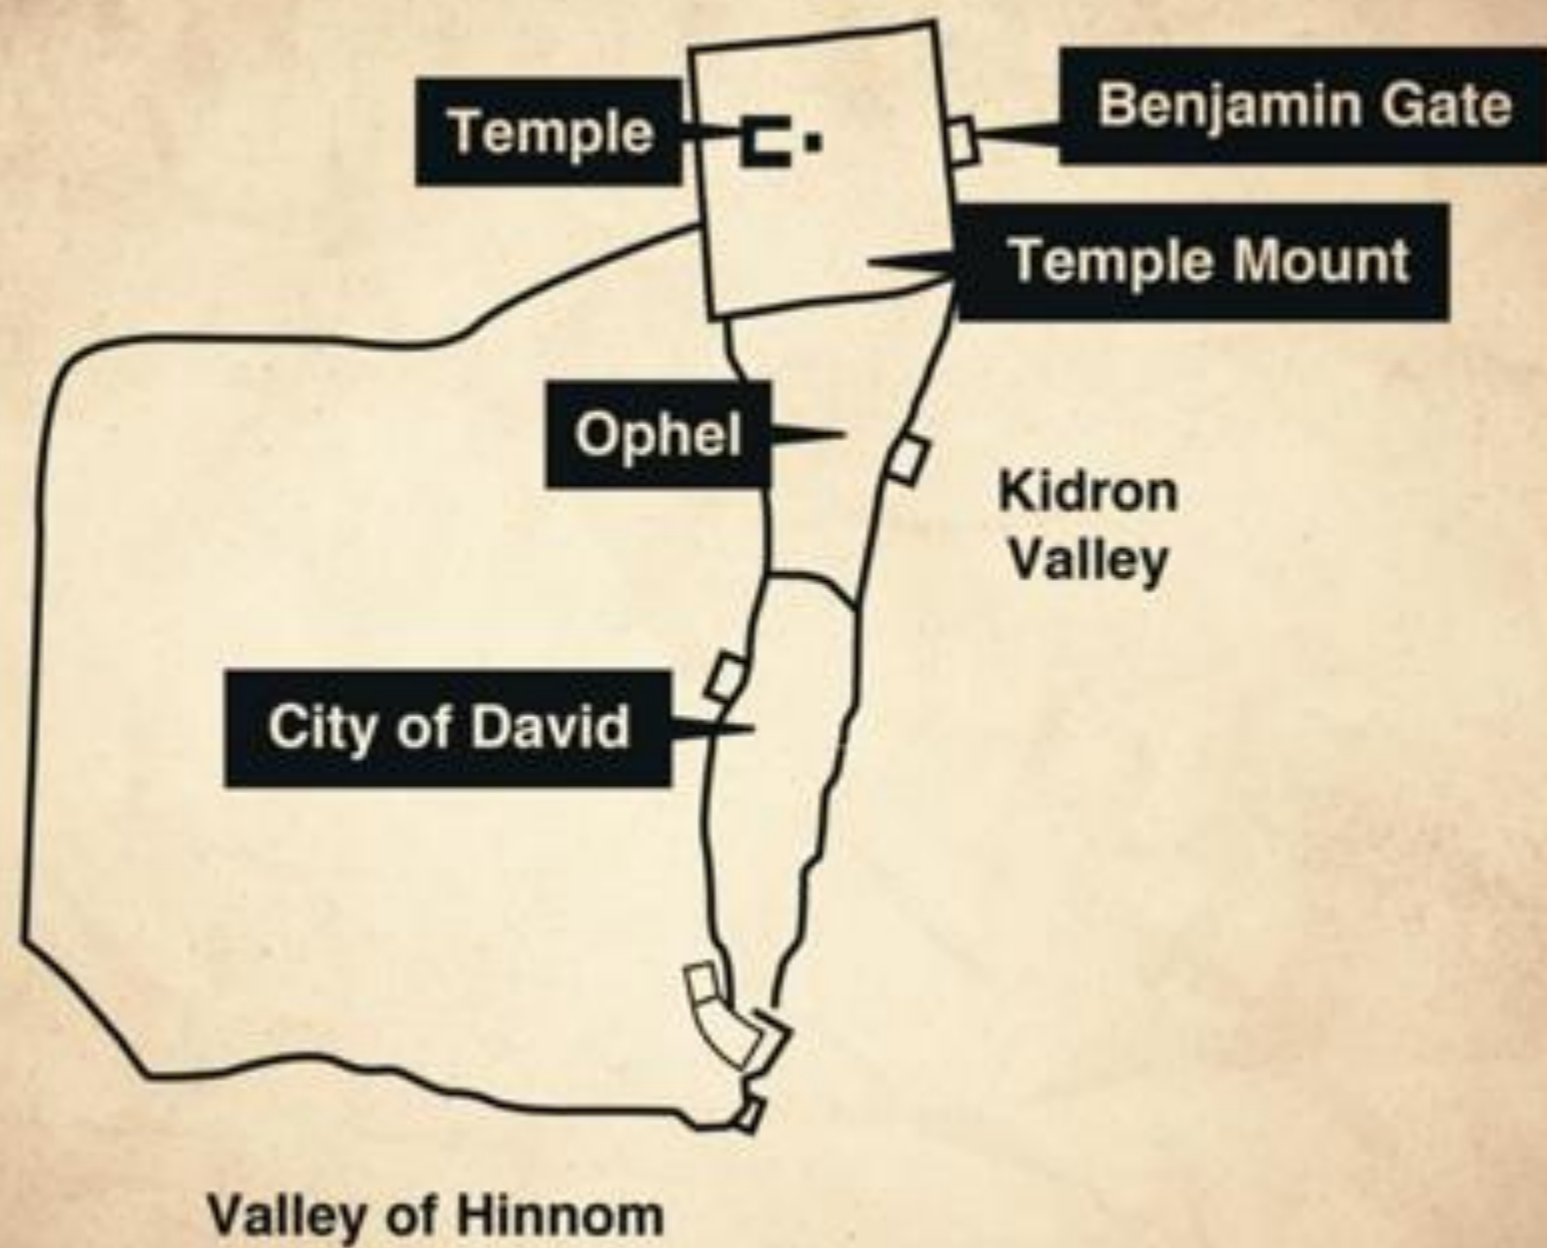 Temple
Benjamin Gate
Temple Mount
Ophel
Kidron
Valley
City of David
Valley of Hinnom